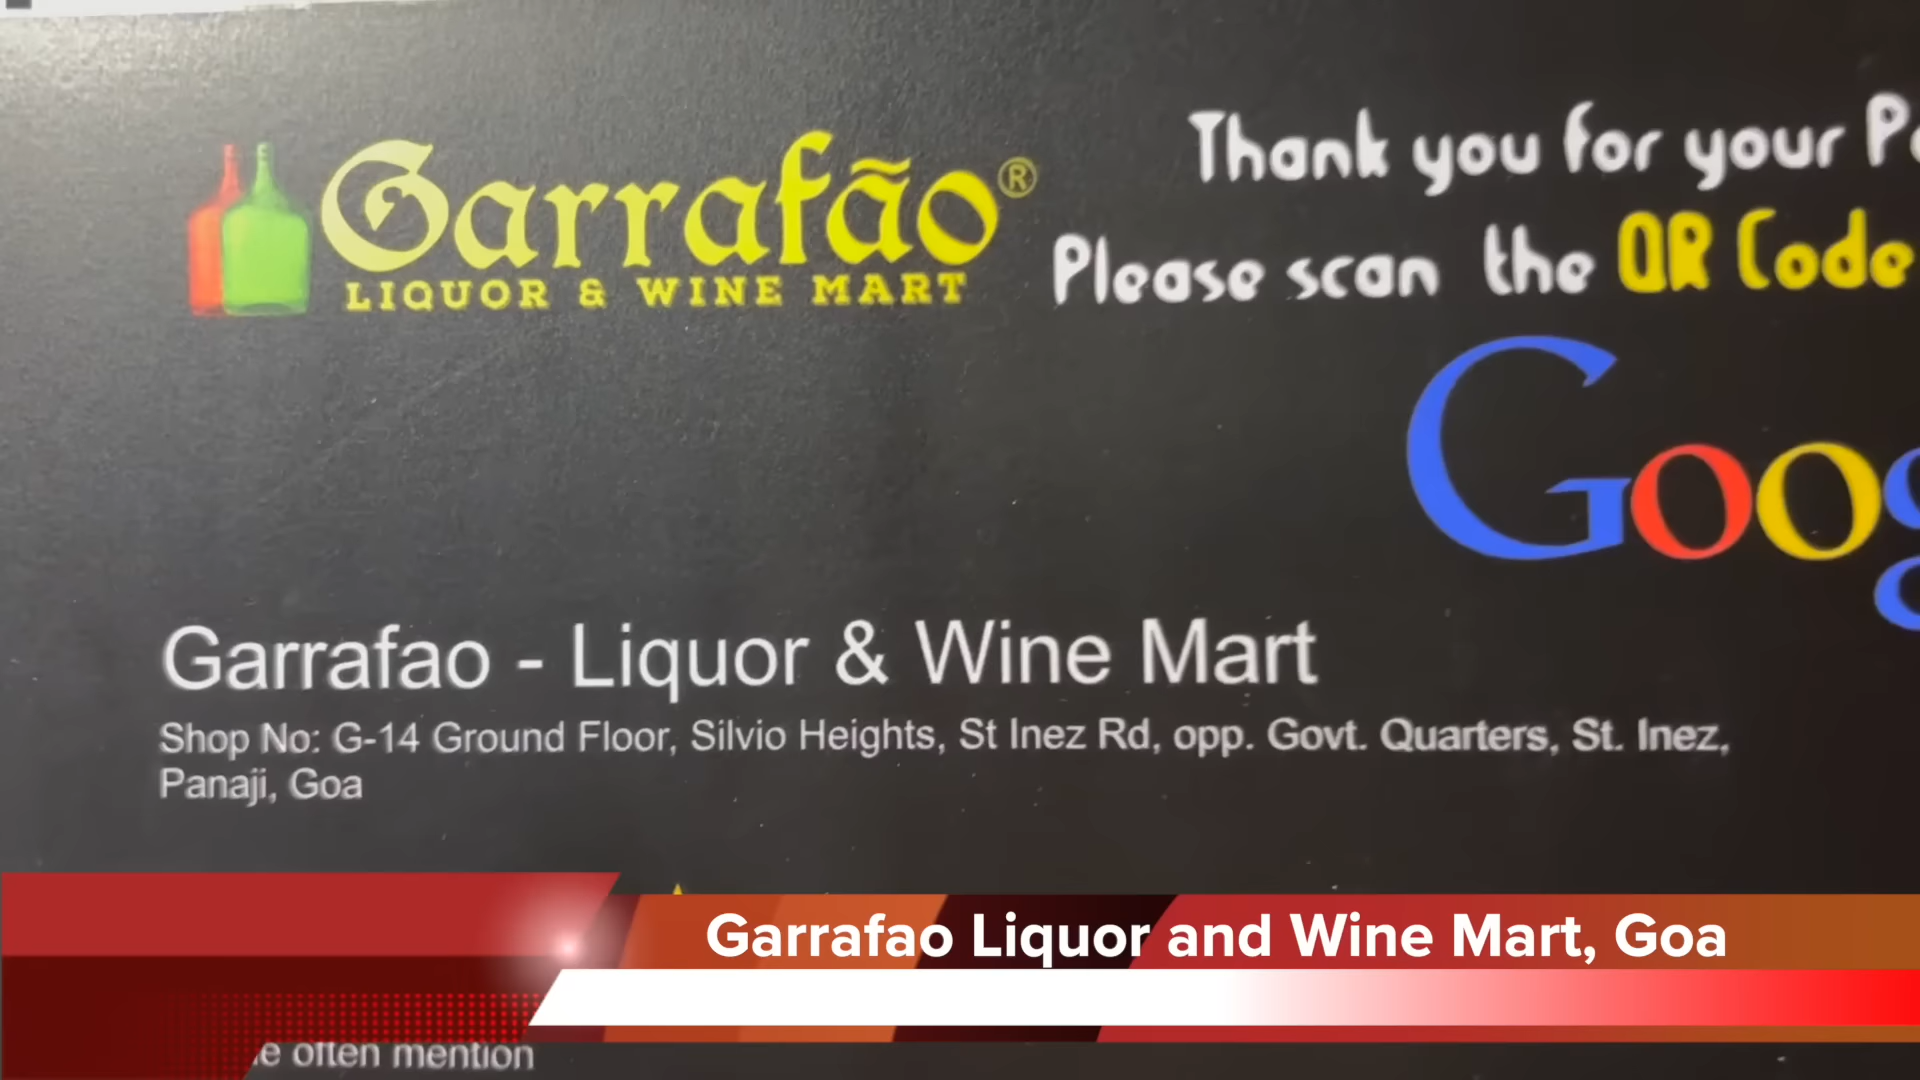 Garrafão®
LIQUOR & WINE MART
Thank you for your
Please scan the QR Code
Garrafao - Liquor & Wine Mart
Shop No: G-14 Ground Floor, Silvio Heights, St Inez Rd, opp. Govt. Quarters, St. Inez,
Panaji, Goa
Garrafao Liquor and Wine Mart, Goa
often mention